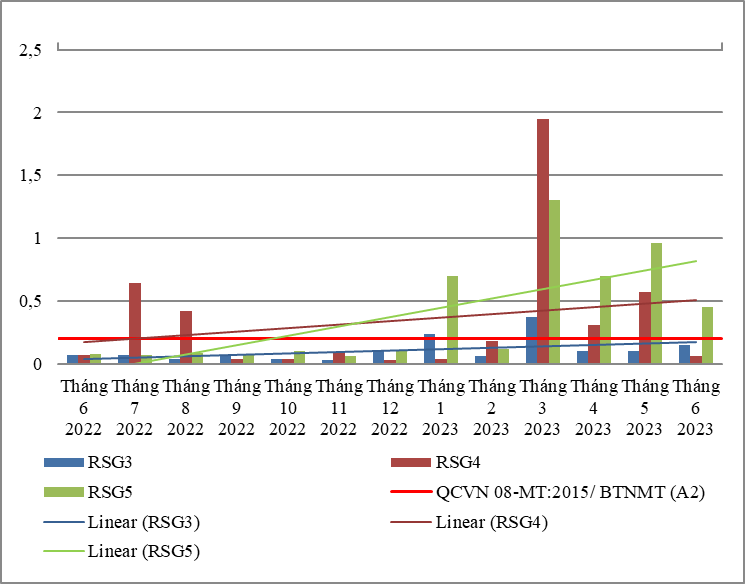 2,5
2
1,5
1
0,5
0
Tháng 6 2022
Tháng 7 2022
Tháng 8 2022
Tháng 9 2022
Tháng 10 2022
Tháng 11 2022
Tháng 12 2022
Tháng 1 2023
Tháng 2 2023
Tháng 3 2023
Tháng 4 2023
Tháng 5 2023
Tháng 6 2023
RSG3
RSG4
RSG5
QCVN 08-MT:2015/ BTNMT (A2)
Linear (RSG3)
Linear (RSG4)
Linear (RSG5)